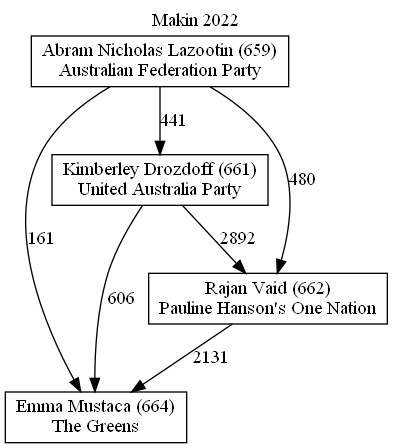 Makin 2022
Abram Nicholas Lazootin (659)
Australian Federation Party
441
Kimberley Drozdoff (661)
United Australia Party
480
161
2892
606
Rajan Vaid (662)
Pauline Hanson's One Nation
2131
Emma Mustaca (664)
The Greens